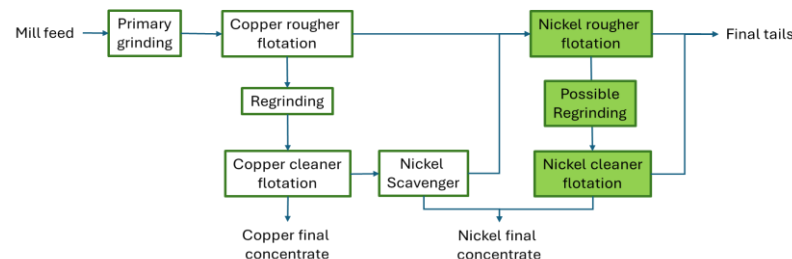 Mill feed
Primary
grinding
Copper rougher
flotation
Nickel rougher
flotation
Final tails
Regrinding
Possible
Regrinding
Copper cleaner
flotation
Nickel
Scavenger
Nickel cleaner
flotation
Copper final
concentrate
Nickel final
concentrate